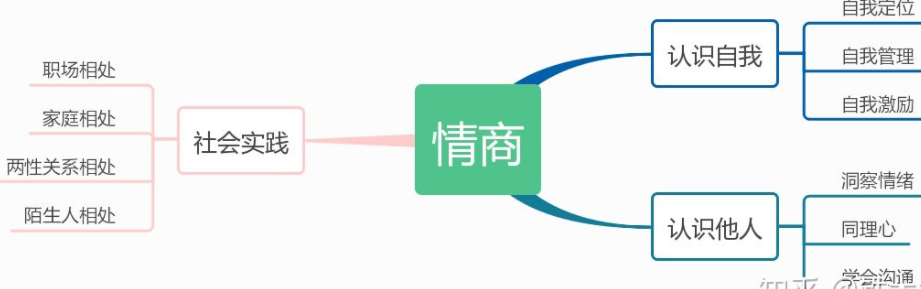 情商
认识自我
自我定位
自我管理
自我激励
认识他人
洞察情绪
同理心
学会沟通
社会实践
职场相处
家庭相处
两性关系相处
陌生人相处
知乎